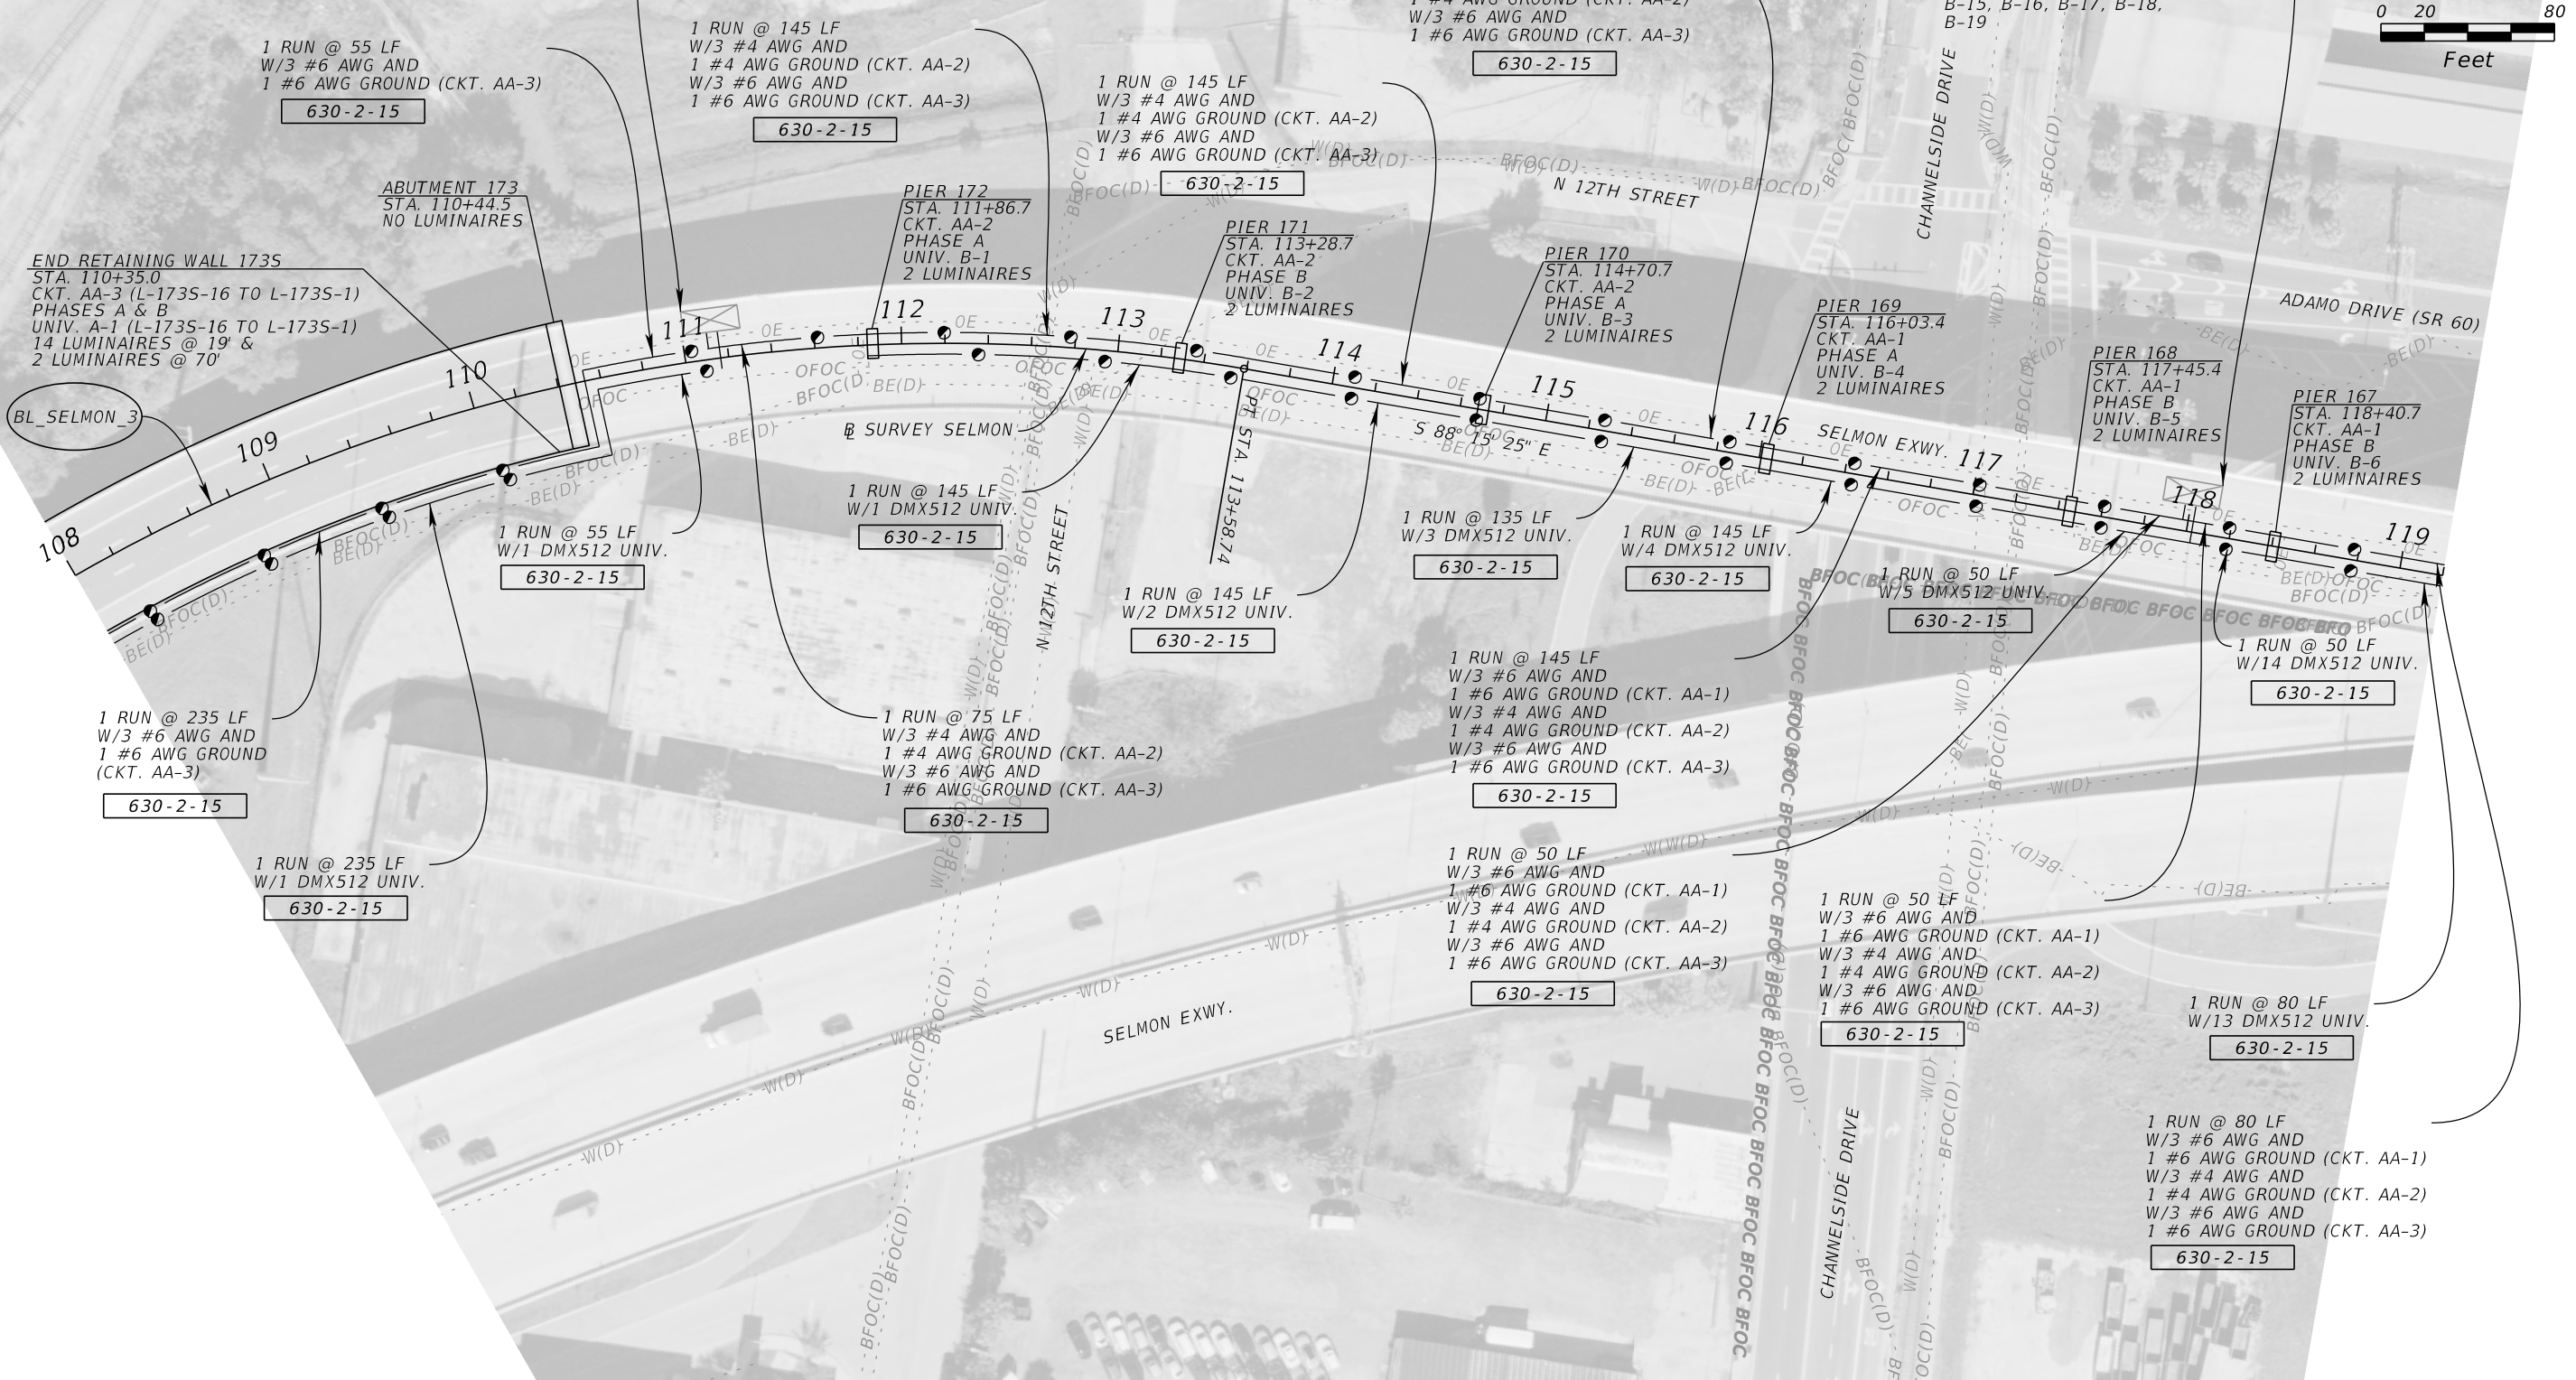 1 RUN @ 55 LF
W/3 #6 AWG AND
1 #6 AWG GROUND (CKT. AA-3)
630-2-15
1 RUN @ 145 LF
W/3 #4 AWG AND
1 #4 AWG GROUND (CKT. AA-2)
W/3 #6 AWG AND
1 #6 AWG GROUND (CKT. AA-3)
630-2-15
1 RUN @ 145 LF
W/3 #4 AWG AND
1 #4 AWG GROUND (CKT. AA-2)
W/3 #6 AWG AND
1 #6 AWG GROUND (CKT. AA-3)
630-2-15
1 #4 AWG GROUND (CKT. AA-2)
W/3 #6 AWG AND
1 #6 AWG GROUND (CKT. AA-3)
630-2-15
B-15, B-16, B-17, B-18,
B-19
0 20 80
Feet
CHANNELSIDE DRIVE
N 12TH STREET
ADAMO DRIVE (SR 60)
ABUTMENT 173
STA. 110+44.5
NO LUMINAIRES
END RETAINING WALL 173S
STA. 110+35.0
CKT. AA-3 (L-173S-16 TO L-173S-1)
PHASES A & B
UNIV. A-1 (L-173S-16 TO L-173S-1)
14 LUMINAIRES @ 19' &
2 LUMINAIRES @ 70'
BL_SELMON_3
PIER 172
STA. 111+86.7
CKT. AA-2
PHASE A
UNIV. B-1
2 LUMINAIRES
PIER 171
STA. 113+28.7
CKT. AA-2
PHASE B
UNIV. B-2
2 LUMINAIRES
PIER 170
STA. 114+70.7
CKT. AA-2
PHASE A
UNIV. B-3
2 LUMINAIRES
PIER 169
STA. 116+03.4
CKT. AA-1
PHASE A
UNIV. B-4
2 LUMINAIRES
PIER 168
STA. 117+45.4
CKT. AA-1
PHASE B
UNIV. B-5
2 LUMINAIRES
PIER 167
STA. 118+40.7
CKT. AA-1
PHASE B
UNIV. B-6
2 LUMINAIRES
108
109
110
111
112
113
114
115
116
117
118
119
SELMON EXWY.
S 88° 15' 25" E
PT STA. 113+58.74
BL SURVEY SELMON
N 12TH STREET
1 RUN @ 55 LF
W/1 DMX512 UNIV.
630-2-15
1 RUN @ 145 LF
W/1 DMX512 UNIV.
630-2-15
1 RUN @ 145 LF
W/2 DMX512 UNIV.
630-2-15
1 RUN @ 135 LF
W/3 DMX512 UNIV.
630-2-15
1 RUN @ 145 LF
W/4 DMX512 UNIV.
630-2-15
1 RUN @ 50 LF
W/5 DMX512 UNIV.
630-2-15
1 RUN @ 50 LF
W/14 DMX512 UNIV.
630-2-15
1 RUN @ 235 LF
W/3 #6 AWG AND
1 #6 AWG GROUND
(CKT. AA-3)
630-2-15
1 RUN @ 235 LF
W/1 DMX512 UNIV.
630-2-15
1 RUN @ 75 LF
W/3 #4 AWG AND
1 #4 AWG GROUND (CKT. AA-2)
W/3 #6 AWG AND
1 #6 AWG GROUND (CKT. AA-3)
630-2-15
1 RUN @ 145 LF
W/3 #6 AWG AND
1 #6 AWG GROUND (CKT. AA-1)
W/3 #4 AWG AND
1 #4 AWG GROUND (CKT. AA-2)
W/3 #6 AWG AND
1 #6 AWG GROUND (CKT. AA-3)
630-2-15
1 RUN @ 50 LF
W/3 #6 AWG AND
1 #6 AWG GROUND (CKT. AA-1)
W/3 #4 AWG AND
1 #4 AWG GROUND (CKT. AA-2)
W/3 #6 AWG AND
1 #6 AWG GROUND (CKT. AA-3)
630-2-15
1 RUN @ 50 LF
W/3 #6 AWG AND
1 #6 AWG GROUND (CKT. AA-1)
W/3 #4 AWG AND
1 #4 AWG GROUND (CKT. AA-2)
W/3 #6 AWG AND
1 #6 AWG GROUND (CKT. AA-3)
630-2-15
1 RUN @ 80 LF
W/13 DMX512 UNIV.
630-2-15
1 RUN @ 80 LF
W/3 #6 AWG AND
1 #6 AWG GROUND (CKT. AA-1)
W/3 #4 AWG AND
1 #4 AWG GROUND (CKT. AA-2)
W/3 #6 AWG AND
1 #6 AWG GROUND (CKT. AA-3)
630-2-15
SELMON EXWY.
CHANNELSIDE DRIVE